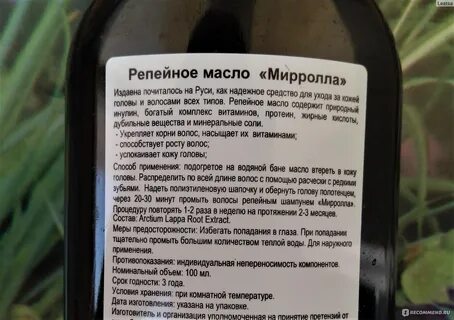 Leatsa
Репейное масло «Мирролла»
Издавна почиталось на Руси, как надежное средство для ухода за кожей
головы и волосами всех типов. Репейное масло содержит природный
инулин, богатый комплекс витаминов, протеин, жирные кислоты,
дубильные вещества и минеральные соли.
- Укрепляет корни волос, насыщает их витаминами;
- способствует росту волос;
- успокаивает кожу головы;
Способ применения: подогретое на водяной бане масло втереть в кожу
головы. Распределить по всей длине волос с помощью расчески с редкими
зубьями. Надеть полиэтиленовую шапочку и обернуть голову полотенцем,
через 20-30 минут промыть волосы репейным шампунем «Мирролла».
Процедуру повторять 1-2 раза в неделю на протяжении 2-3 месяцев.
Состав: Arctium Lappa Root Extract.
Меры предосторожности: Избегать попадания в глаза. При попадании
тщательно промыть большим количеством теплой воды. Для наружного
применения.
Противопоказания: индивидуальная непереносимость компонентов.
Номинальный объем: 100 мл.
Срок годности: 3 года.
Условия хранения: при комнатной температуре.
Дата изготовления: указана на упаковке.
Изготовитель и организация уполномоченная на принятие претензий от
IRECOMMEND.RU